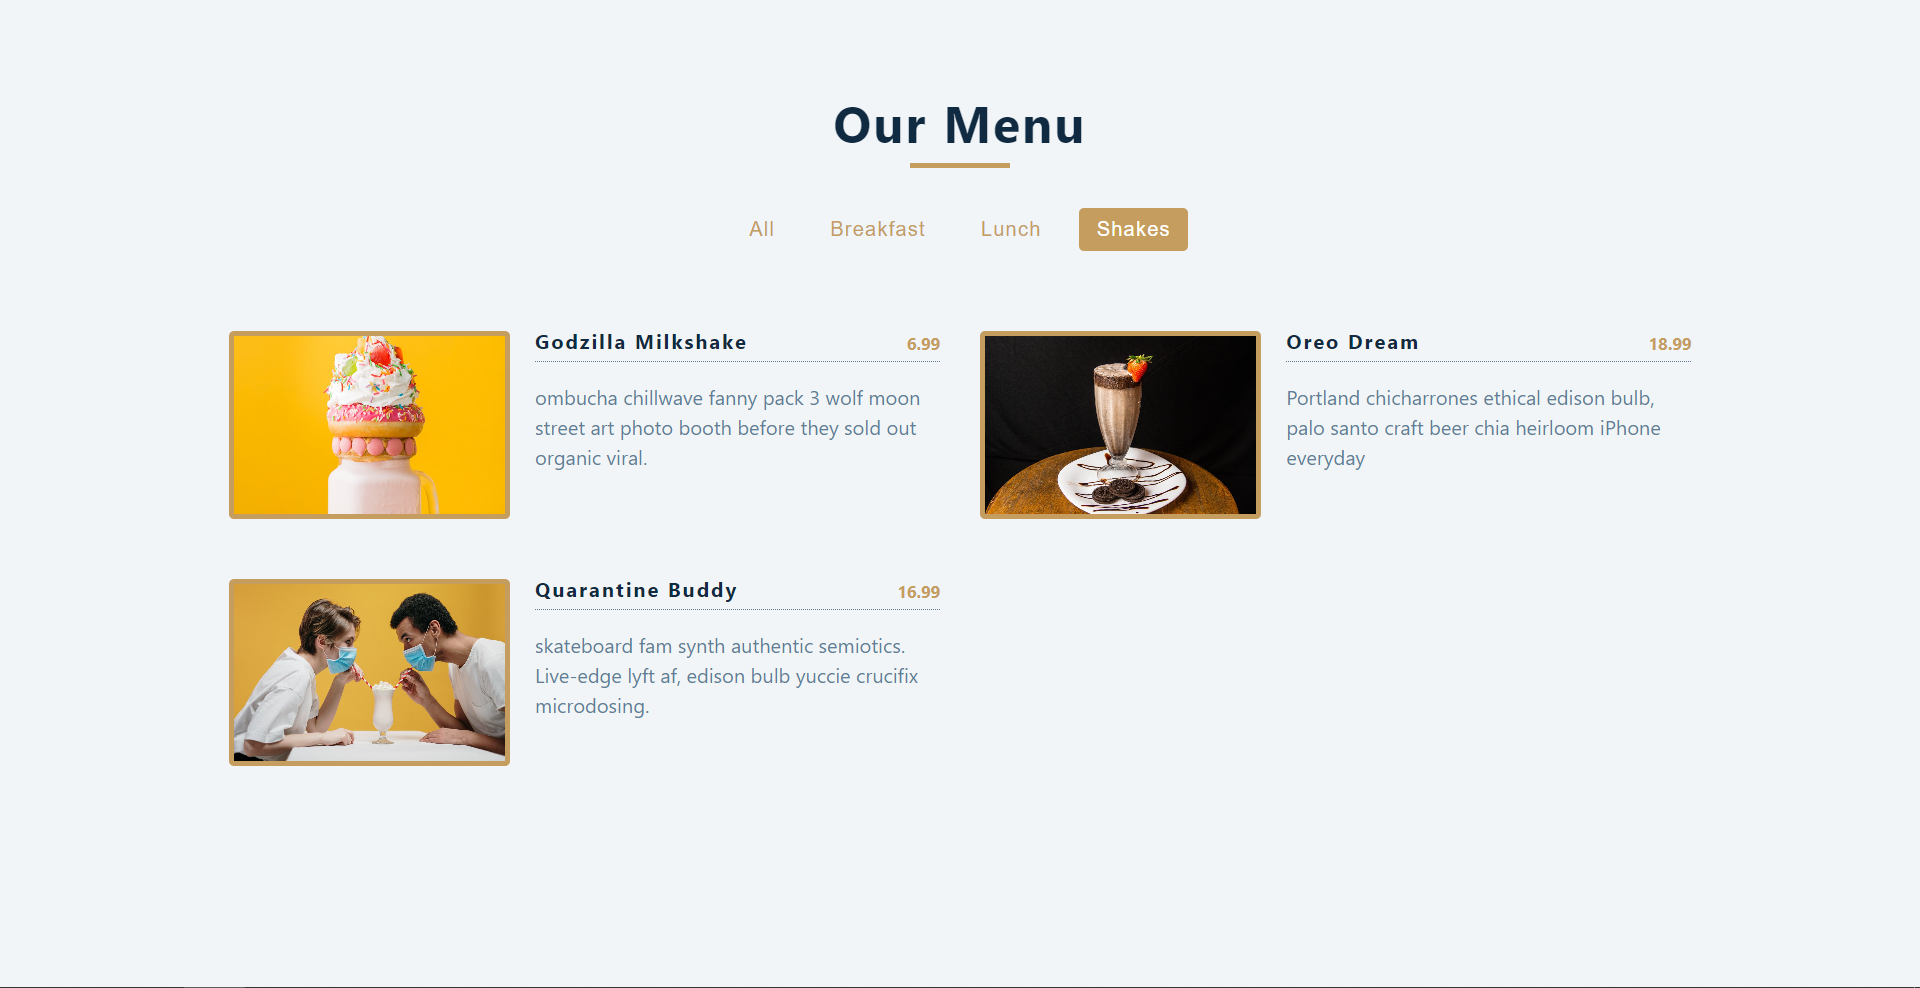 Our Menu
All Breakfast Lunch Shakes
Godzilla Milkshake 6.99
ombucha chillwave fanny pack 3 wolf moon
street art photo booth before they sold out
organic viral.
Oreo Dream 18.99
Portland chicharrones ethical edison bulb,
palo santo craft beer chia heirloom iPhone
everyday
Quarantine Buddy 16.99
skateboard fam synth authentic semiotics.
Live-edge lyft af, edison bulb yuccie crucifix
microdosing.